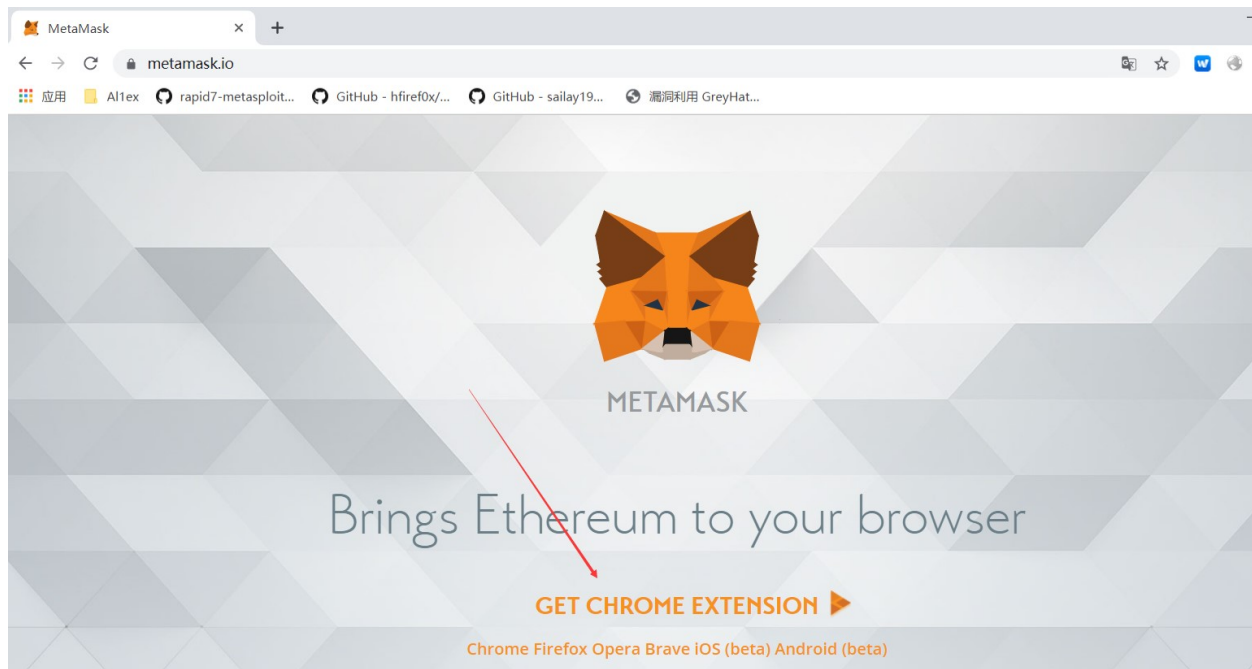 MetaMask
metamask.io
应用 Al1ex rapid7-metasploit... GitHub - hfiref0x/... GitHub - sailay19... 漏洞利用 GreyHat...
METAMASK
Brings Ethereum to your browser
GET CHROME EXTENSION
Chrome Firefox Opera Brave iOS (beta) Android (beta)